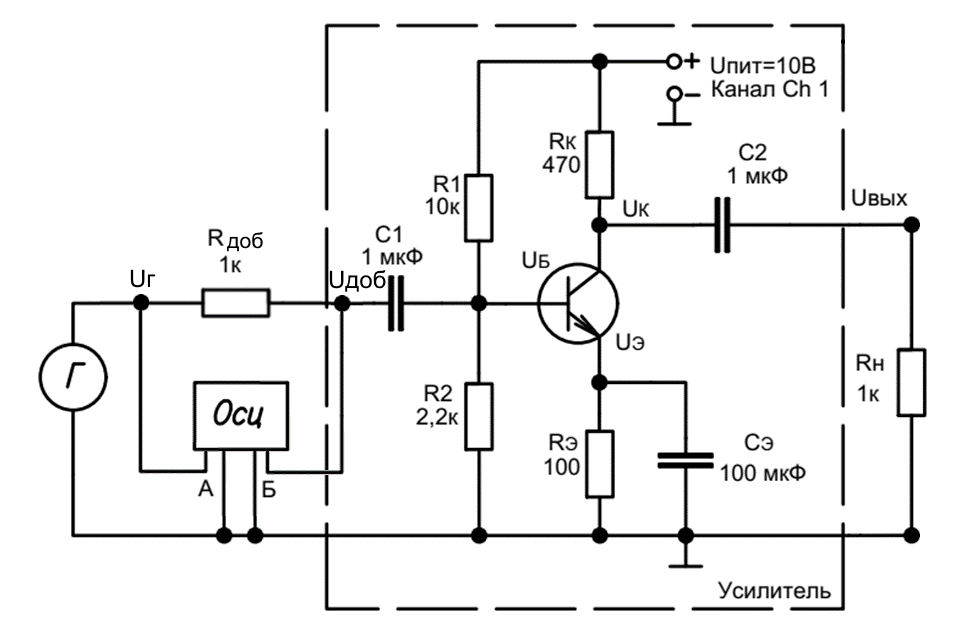 Uпит=10В
Канал Ch 1
+
−
Rк
470
R1
10к
C2
1 мкФ
Uк
Uвых
Rдоб
1к
C1
1 мкФ
Uг
Uдоб
UБ
Uэ
Г
Осц
А
Б
R2
2,2к
Rэ
100
Cэ
100 мкФ
Rн
1к
Усилитель